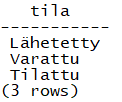 tila
-----------
Lähetetty
Varattu
Tilattu
(3 rows)